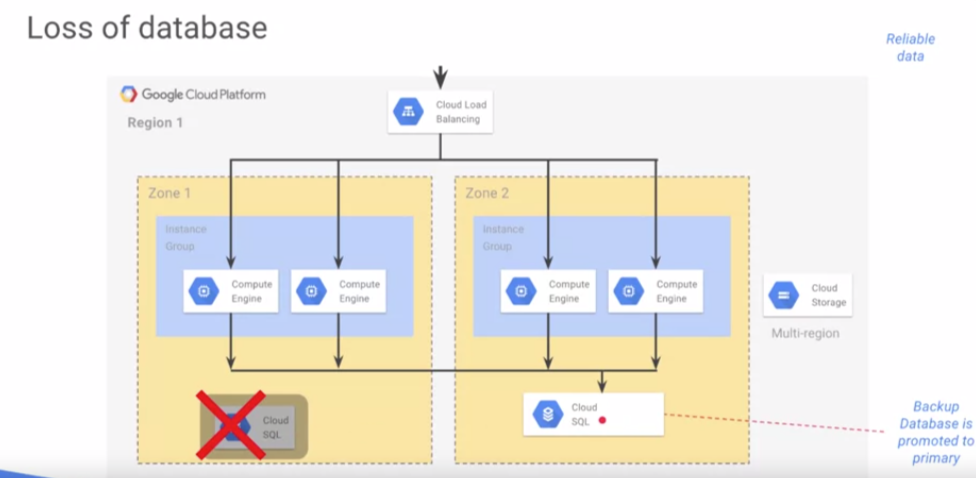 Loss of database
Reliable
data
Google Cloud Platform
Region 1
Cloud Load
Balancing
Zone 1
Zone 2
Instance
Group
Instance
Group
Compute
Engine
Compute
Engine
Compute
Engine
Compute
Engine
Cloud
Storage
Multi-region
Cloud
SQL
Cloud
SQL
Backup
Database is
promoted to
primary